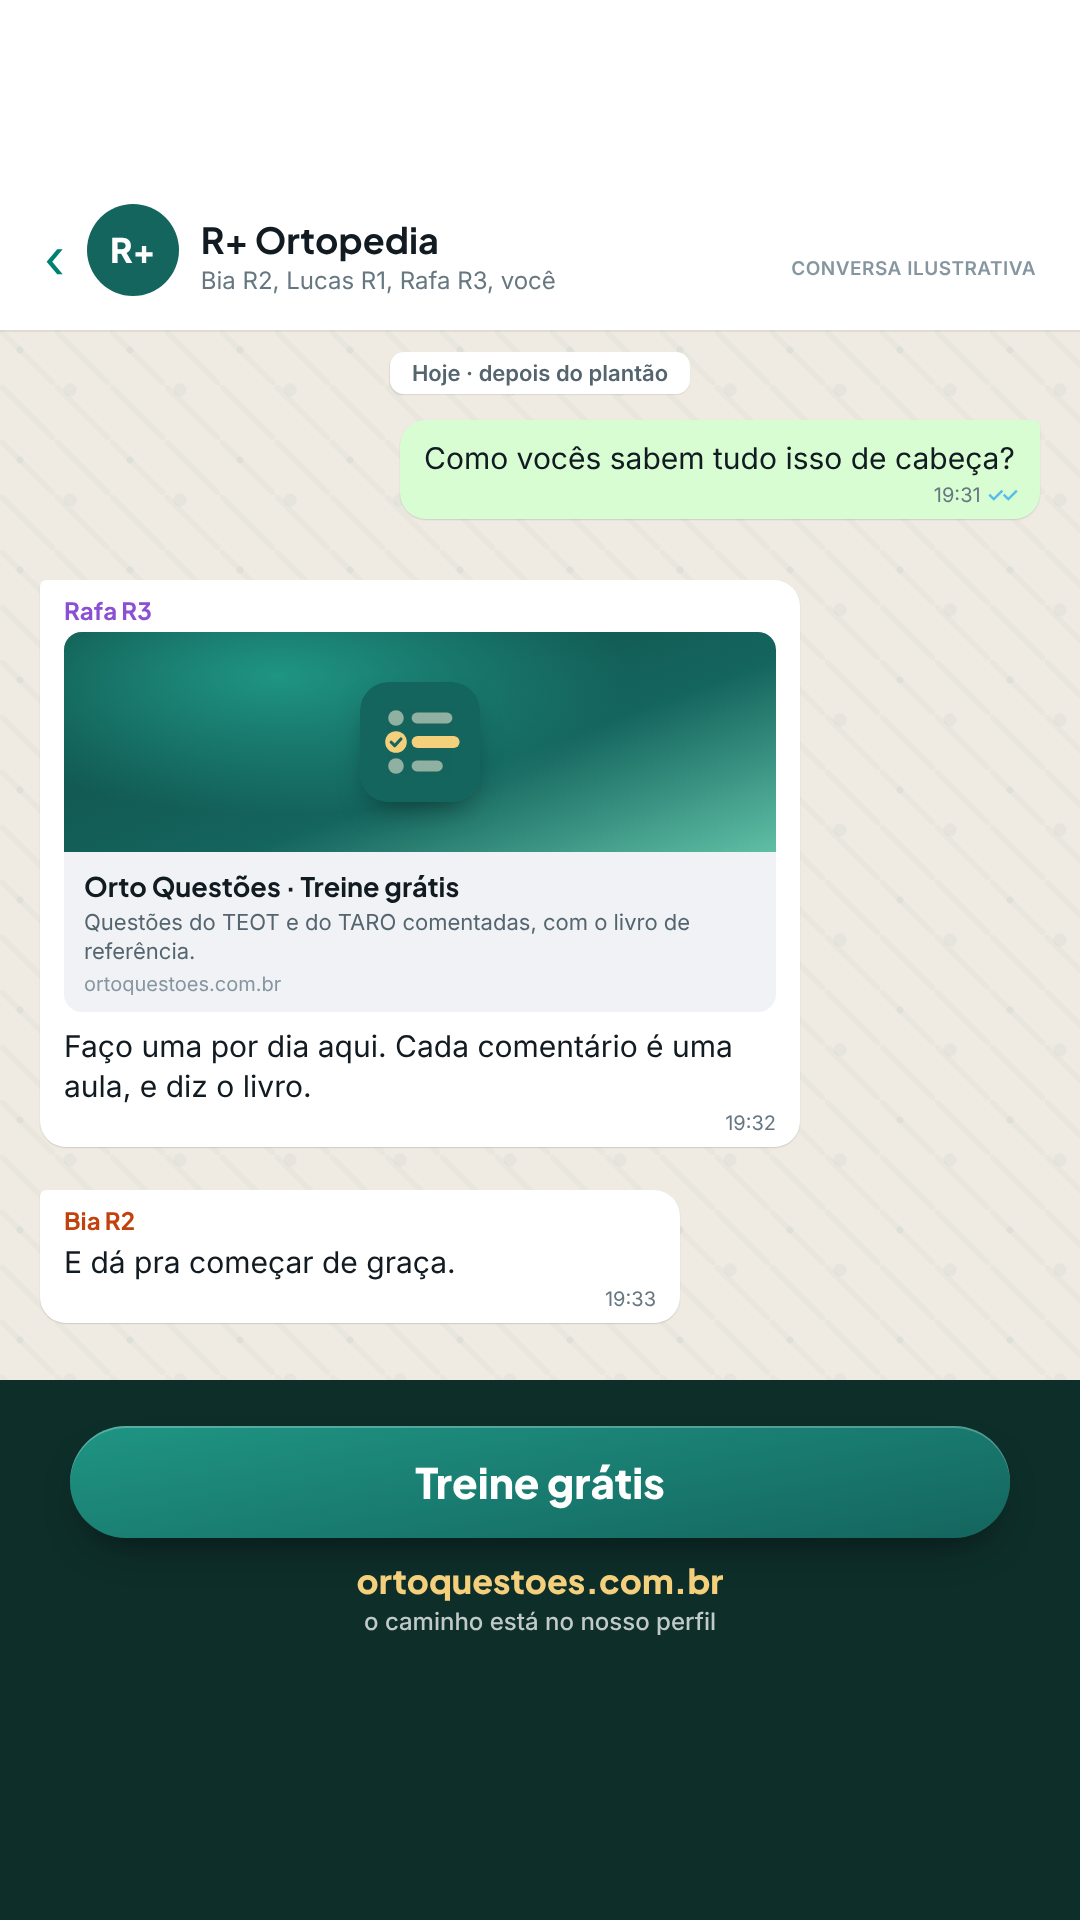 R+
R+ Ortopedia
Bia R2, Lucas R1, Rafa R3, você
CONVERSA ILUSTRATIVA
Hoje · depois do plantão
Como vocês sabem tudo isso de cabeça?
19:31
Rafa R3
Orto Questões · Treine grátis
Questões do TEOT e do TARO comentadas, com o livro de
referência.
ortoquestoes.com.br
Faço uma por dia aqui. Cada comentário é uma
aula, e diz o livro.
19:32
Bia R2
E dá pra começar de graça.
19:33
Treine grátis
ortoquestoes.com.br
o caminho está no nosso perfil